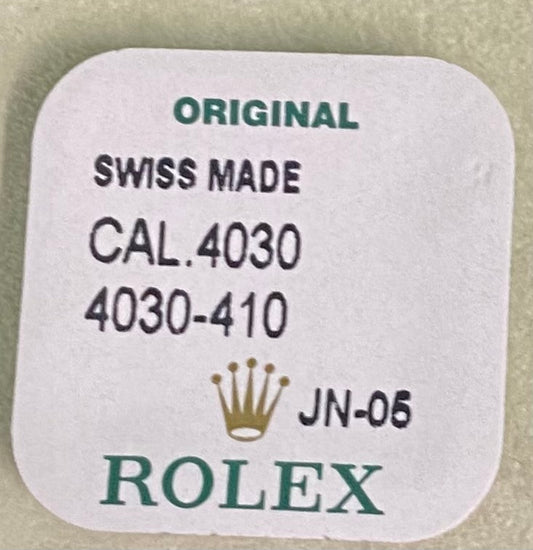 ORIGINAL
SWISS MADE
CAL.4030
4030-410
JN-05
ROLEX